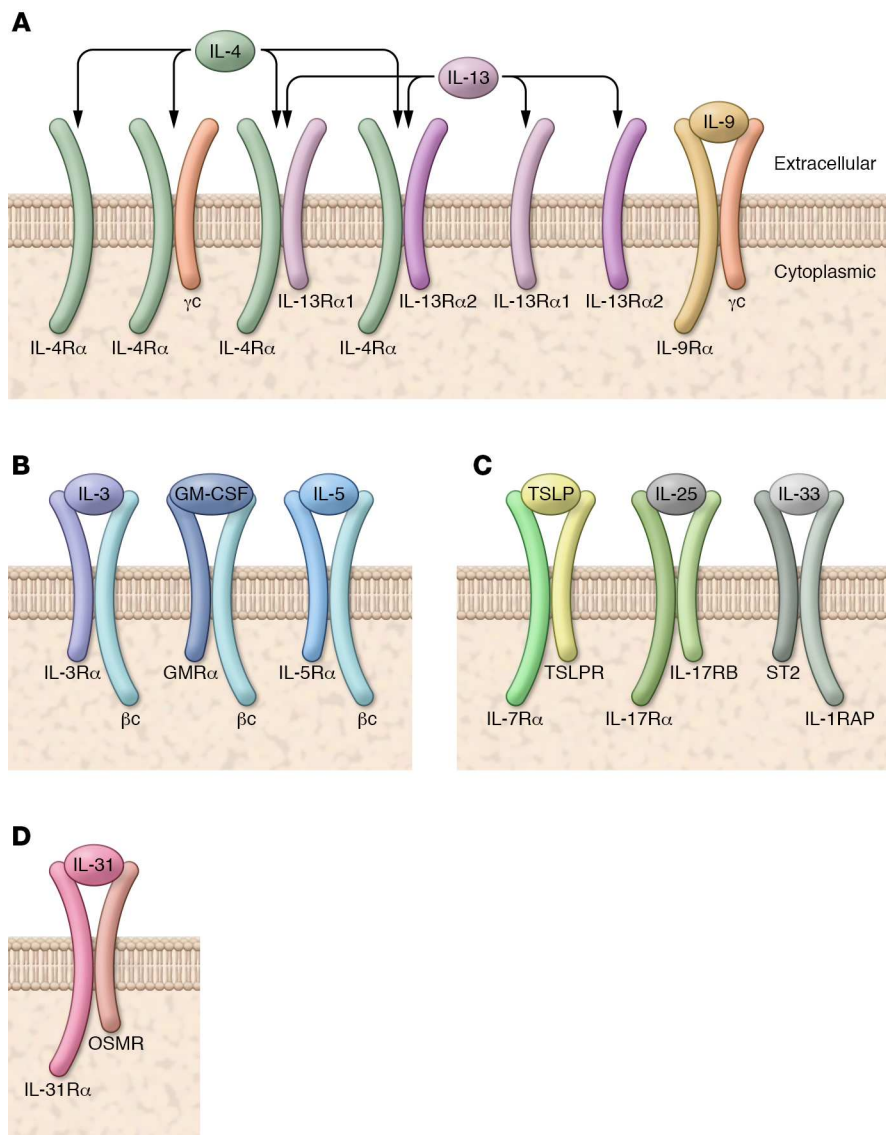 A
IL-4
IL-13
IL-9
Extracellular
Cytoplasmic
γc
IL-13Rα1
IL-13Rα2
IL-13Rα1
IL-13Rα2
γc
IL-4Rα
IL-4Rα
IL-4Rα
IL-4Rα
IL-9Rα
B
IL-3
GM-CSF
IL-5
IL-3Rα
GMRα
IL-5Rα
βc
βc
βc
C
TSLP
IL-25
IL-33
TSLPR
IL-17RB
ST2
IL-7Rα
IL-17Rα
IL-1RAP
D
IL-31
OSMR
IL-31Rα